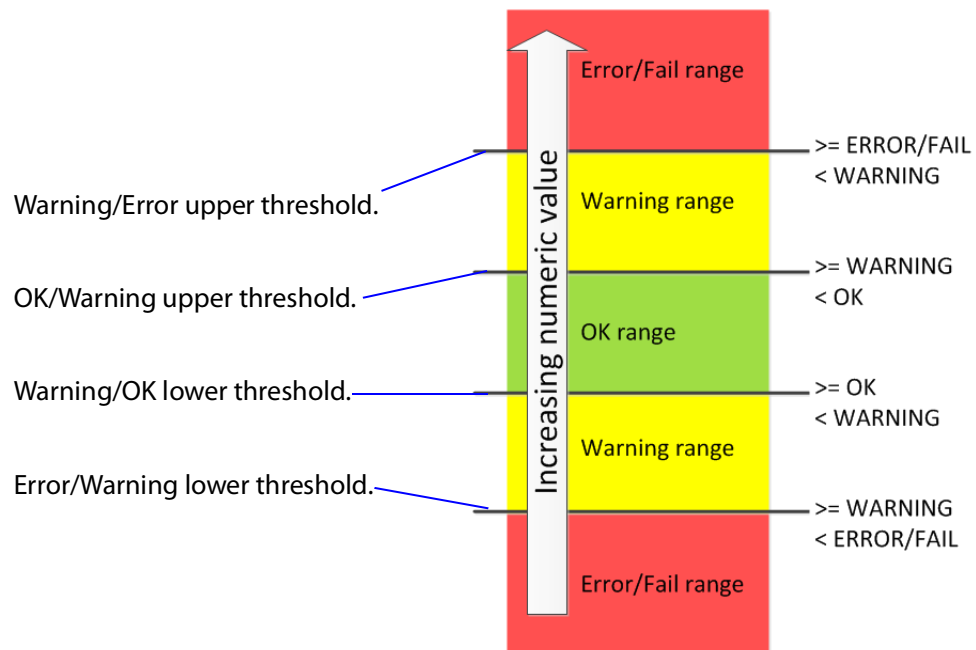 Error/Fail range
>= ERROR/FAIL
< WARNING
Warning/Error upper threshold.
Warning range
>= WARNING
< OK
OK/Warning upper threshold.
OK range
Increasing numeric value
Warning/OK lower threshold.
>= OK
< WARNING
Warning range
Error/Warning lower threshold.
>= WARNING
< ERROR/FAIL
Error/Fail range